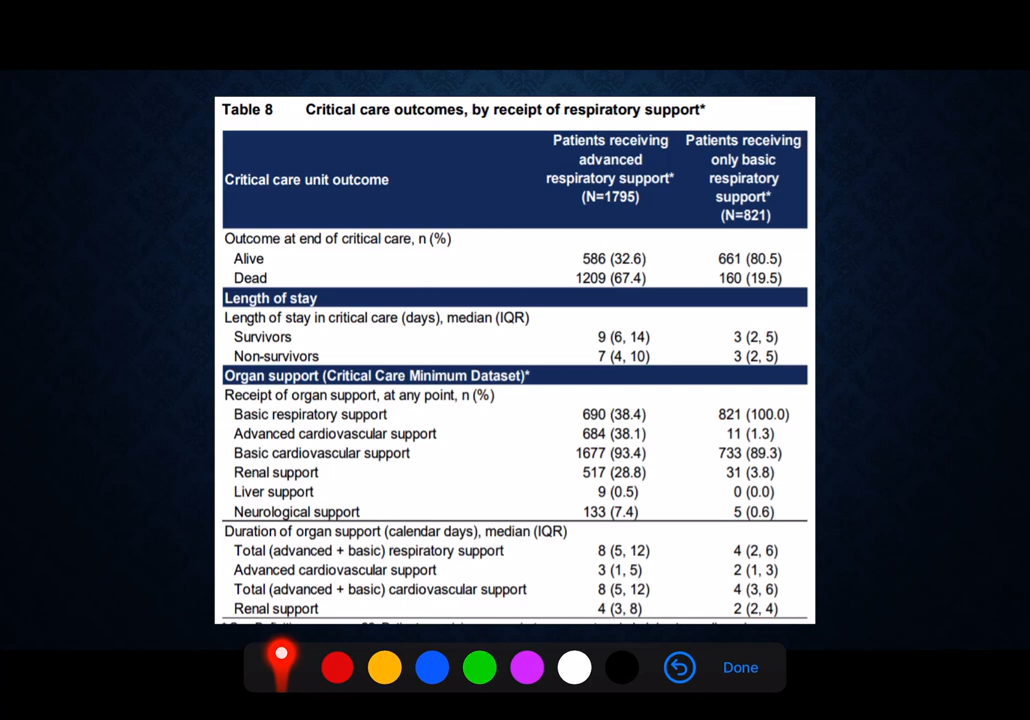 Table 8 Critical care outcomes, by receipt of respiratory support*
Critical care unit outcome
Patients receiving advanced respiratory support* (N=1795)
Patients receiving only basic respiratory support* (N=821)
Outcome at end of critical care, n (%)
Alive 586 (32.6) 661 (80.5)
Dead 1209 (67.4) 160 (19.5)
Length of stay
Length of stay in critical care (days), median (IQR)
Survivors 9 (6, 14) 3 (2, 5)
Non-survivors 7 (4, 10) 3 (2, 5)
Organ support (Critical Care Minimum Dataset)*
Receipt of organ support, at any point, n (%)
Basic respiratory support 690 (38.4) 821 (100.0)
Advanced cardiovascular support 684 (38.1) 11 (1.3)
Basic cardiovascular support 1677 (93.4) 733 (89.3)
Renal support 517 (28.8) 31 (3.8)
Liver support 9 (0.5) 0 (0.0)
Neurological support 133 (7.4) 5 (0.6)
Duration of organ support (calendar days), median (IQR)
Total (advanced + basic) respiratory support 8 (5, 12) 4 (2, 6)
Advanced cardiovascular support 3 (1, 5) 2 (1, 3)
Total (advanced + basic) cardiovascular support 8 (5, 12) 4 (3, 6)
Renal support 4 (3, 8) 2 (2, 4)
Done